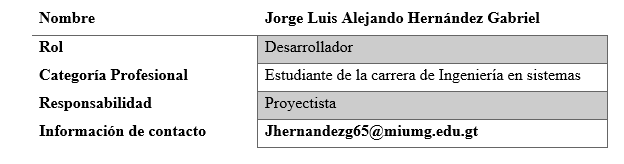 Nombre Jorge Luis Alejando Hernández Gabriel
Rol Desarrollador
Categoría Profesional Estudiante de la carrera de Ingeniería en sistemas
Responsabilidad Proyectista
Información de contacto Jhernandezg65@miumg.edu.gt